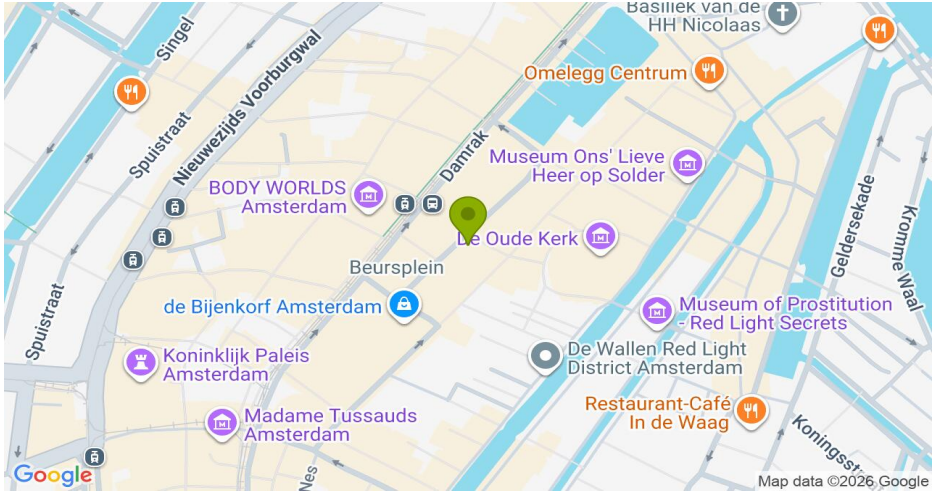 Basiliek van de
HH Nicolaas
Singel
Omelegg Centrum
Spuistraat
Nieuwezijds Voorburgwal
Damrak
Museum Ons' Lieve
Heer op Solder
BODY WORLDS
Amsterdam
Geldersekade
Kromme Waal
De Oude Kerk
Beursplein
de Bijenkorf Amsterdam
Museum of Prostitution
- Red Light Secrets
Spuistraat
Koninklijk Paleis
Amsterdam
De Wallen Red Light
District Amsterdam
Restaurant-Café
In de Waag
Madame Tussauds
Amsterdam
Koningsstr
Nes
Google
Map data ©2026 Google